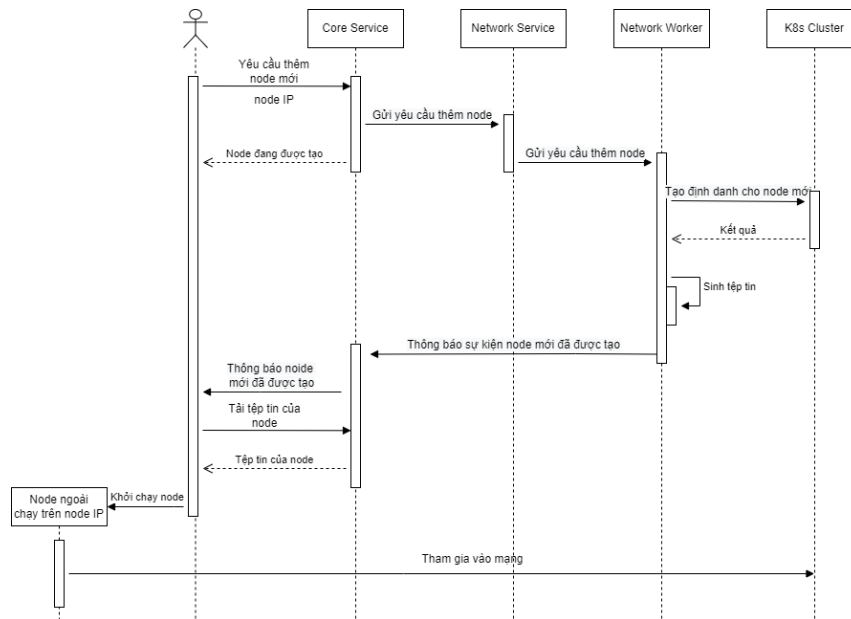 Core Service
Network Service
Network Worker
K8s Cluster
Yêu cầu thêm
node mới
node IP
Gửi yêu cầu thêm node
Node đang được tạo
Gửi yêu cầu thêm node
Tạo định danh cho node mới
Kết quả
Sinh tệp tin
Thông báo sự kiện node mới đã được tạo
Thông báo noide
mới đã được tạo
Tải tệp tin của
node
Tệp tin của node
Khởi chạy node
Node ngoài
chạy trên node IP
Tham gia vào mạng